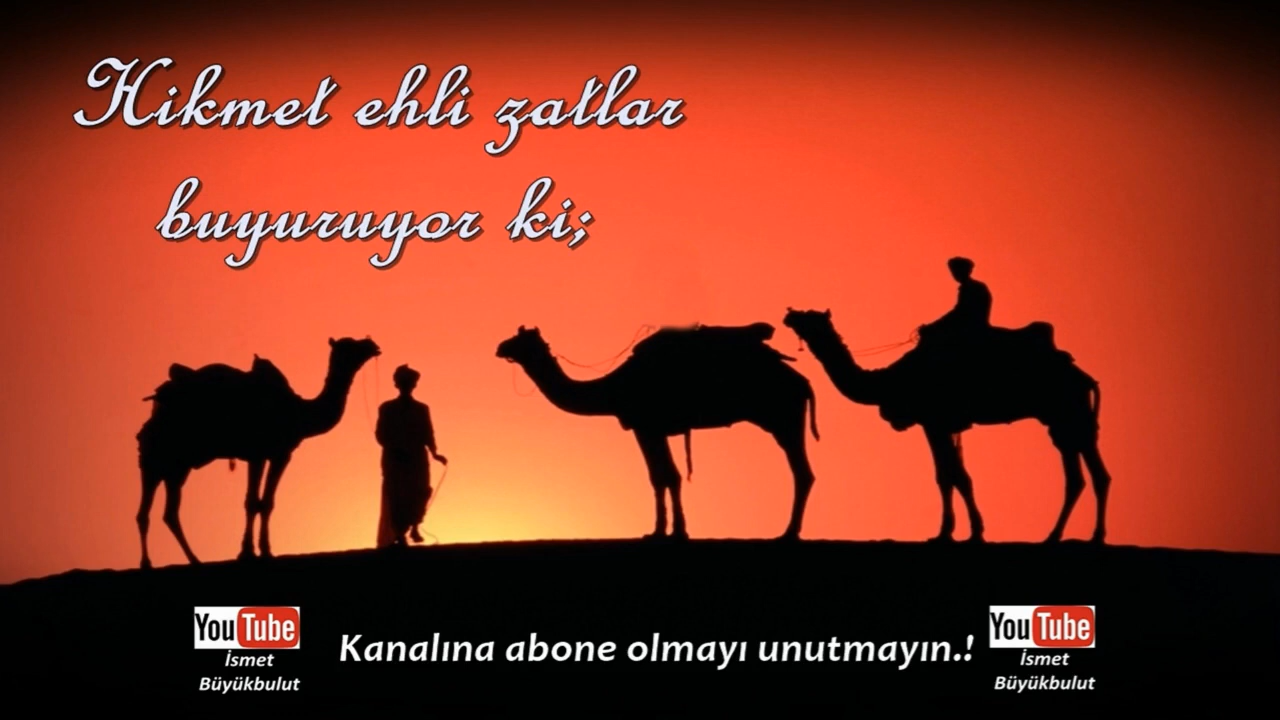 Hikmet ehli zatlar
buyuruyor ki;
YouTube
İsmet
Büyükbulut
Kanalına abone olmayı unutmayın.!
YouTube
İsmet
Büyükbulut